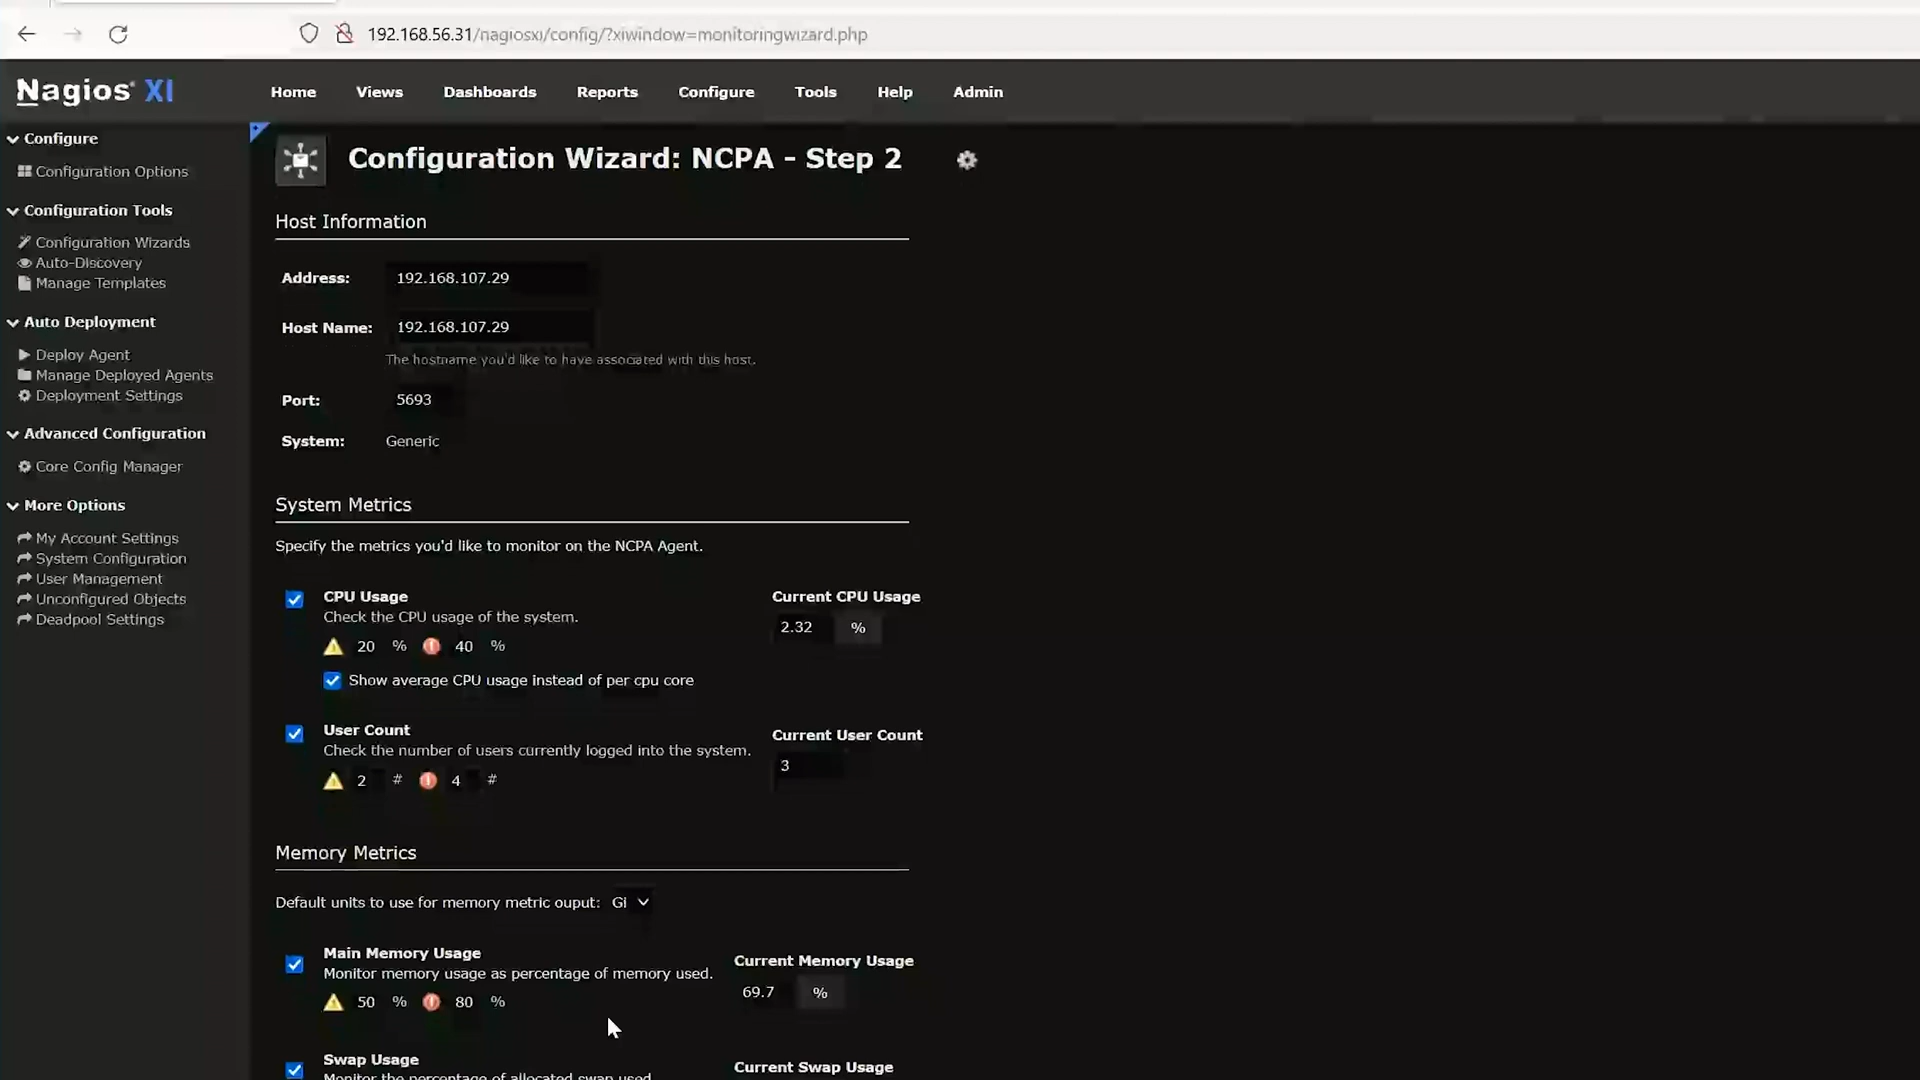 192.168.56.31/nagiosxi/config/?xiwindow=monitoringwizard.php
Nagios® XI
Home Views Dashboards Reports Configure Tools Help Admin
Configure
Configuration Options
Configuration Tools
Configuration Wizards
Auto-Discovery
Manage Templates
Auto Deployment
Deploy Agent
Manage Deployed Agents
Deployment Settings
Advanced Configuration
Core Config Manager
More Options
My Account Settings
System Configuration
User Management
Unconfigured Objects
Deadpool Settings
Configuration Wizard: NCPA - Step 2
Host Information
Address: 192.168.107.29
Host Name: 192.168.107.29
The hostname you'd like to have associated with this host.
Port: 5693
System: Generic
System Metrics
Specify the metrics you'd like to monitor on the NCPA Agent.
CPU Usage
Check the CPU usage of the system.
20 % 40 %
Show average CPU usage instead of per cpu core
Current CPU Usage
2.32 %
User Count
Check the number of users currently logged into the system.
2 # 4 #
Current User Count
3
Memory Metrics
Default units to use for memory metric ouput: Gi
Main Memory Usage
Monitor memory usage as percentage of memory used.
50 % 80 %
Current Memory Usage
69.7 %
Swap Usage
Monitor the percentage of allocated swap used.
Current Swap Usage